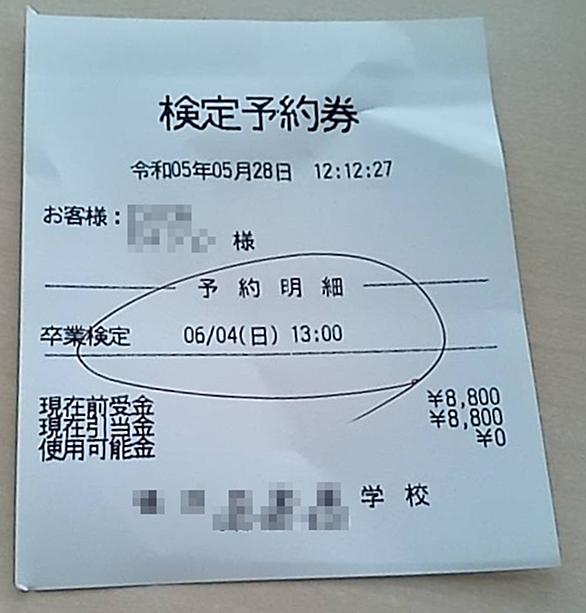 検定予約券
令和05年05月28日 12:12:27
お客様：
様
予約明細
卒業検定 06/04(日) 13:00
現在前受金 ¥8,800
現在引当金 ¥8,800
使用可能金 ¥0
学校